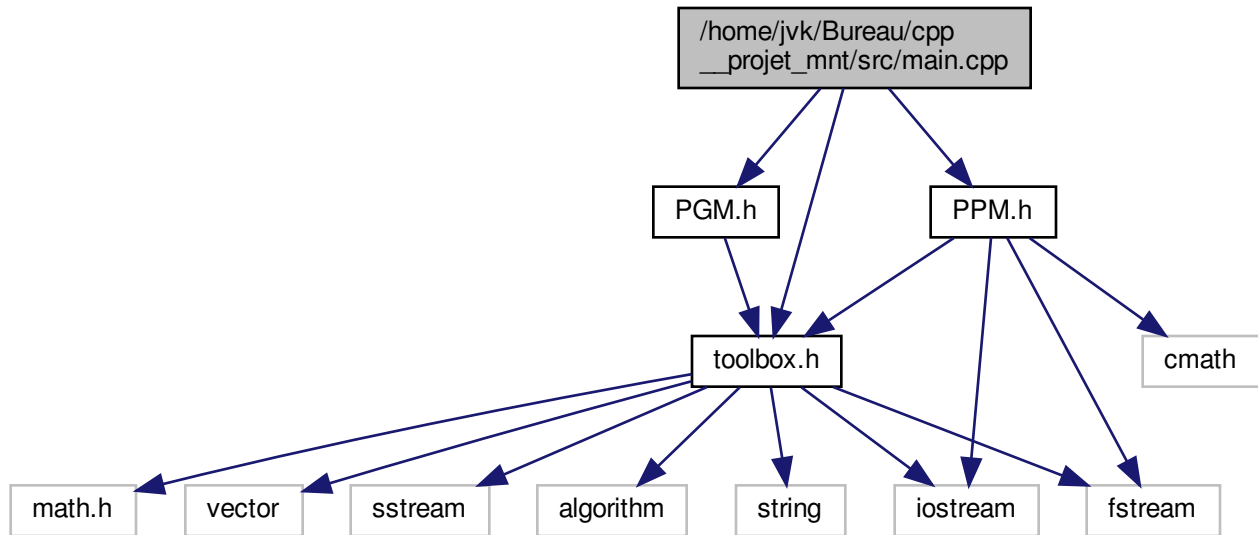 /home/jvk/Bureau/cpp
__projet_mnt/src/main.cpp
PGM.h
PPM.h
toolbox.h
cmath
math.h
vector
sstream
algorithm
string
iostream
fstream